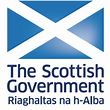 The Scottish
Government
Riaghaltas na h-Alba